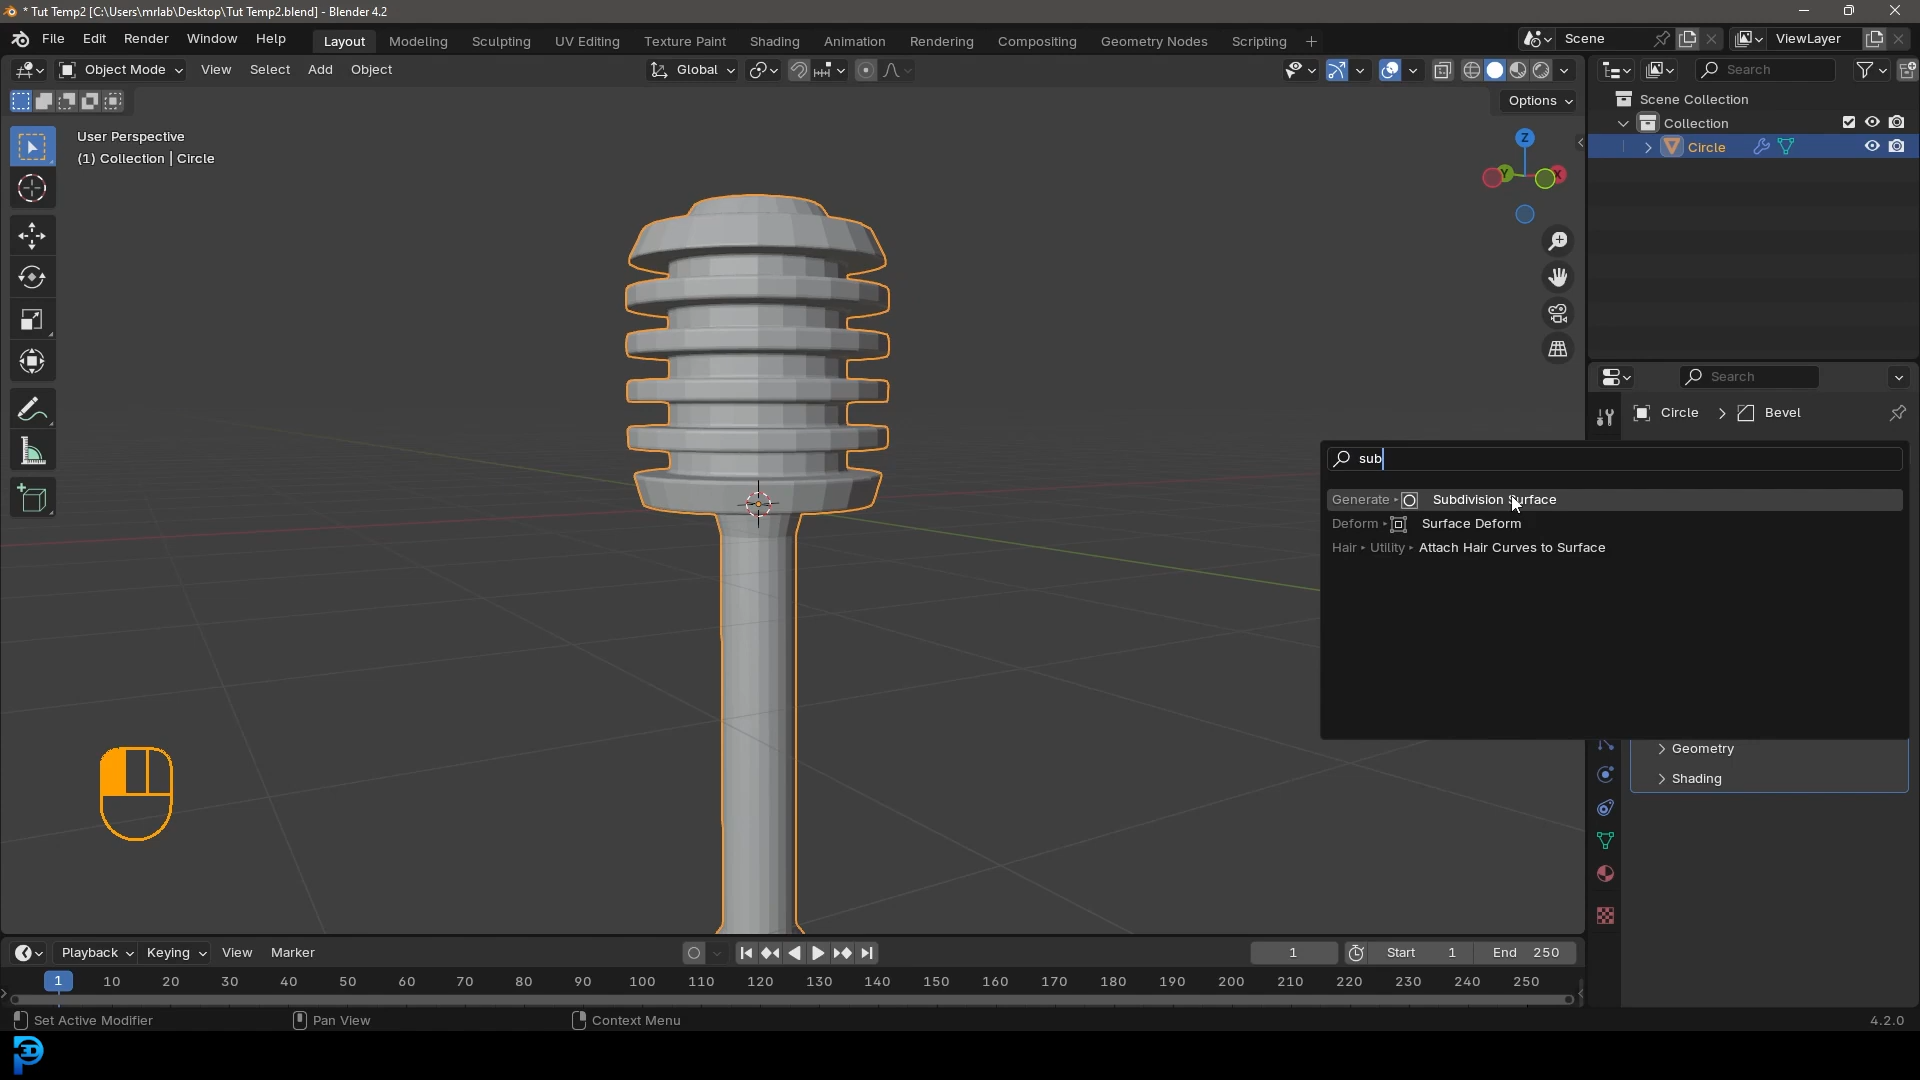 * Tut Temp2 [C:\Users\mrlab\Desktop\Tut Temp2.blend] - Blender 4.2
File Edit Render Window Help Layout Modeling Sculpting UV Editing Texture Paint Shading Animation Rendering Compositing Geometry Nodes Scripting + Scene ViewLayer
Object Mode View Select Add Object Global Search
Options
User Perspective
(1) Collection | Circle
Scene Collection
Collection
Circle
Z
Y X
Search
Circle > Bevel
sub
Generate Subdivision Surface
Deform Surface Deform
Hair Utility Attach Hair Curves to Surface
Geometry
Shading
Playback Keying View Marker 1 Start 1 End 250
1 10 20 30 40 50 60 70 80 90 100 110 120 130 140 150 160 170 180 190 200 210 220 230 240 250
Set Active Modifier Pan View Context Menu 4.2.0